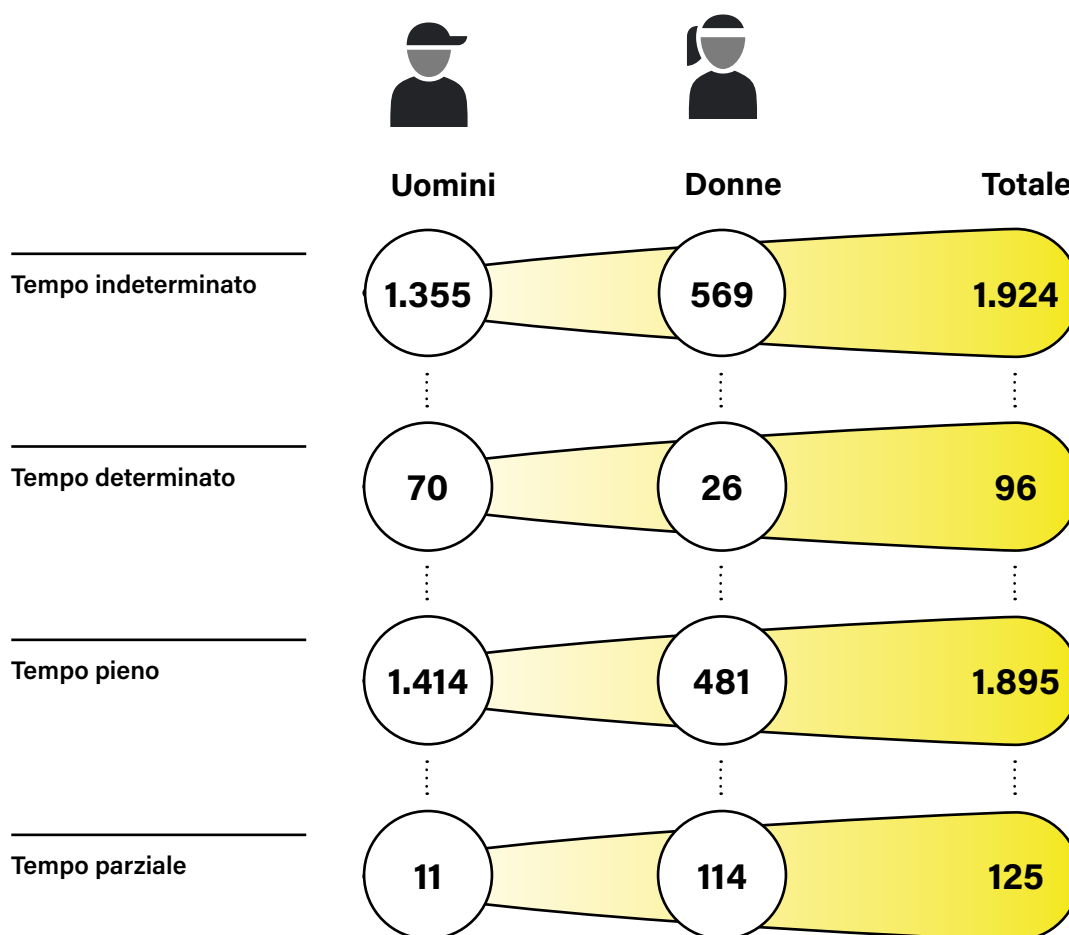 Uomini Donne Totale
Tempo indeterminato 1.355 569 1.924
Tempo determinato 70 26 96
Tempo pieno 1.414 481 1.895
Tempo parziale 11 114 125